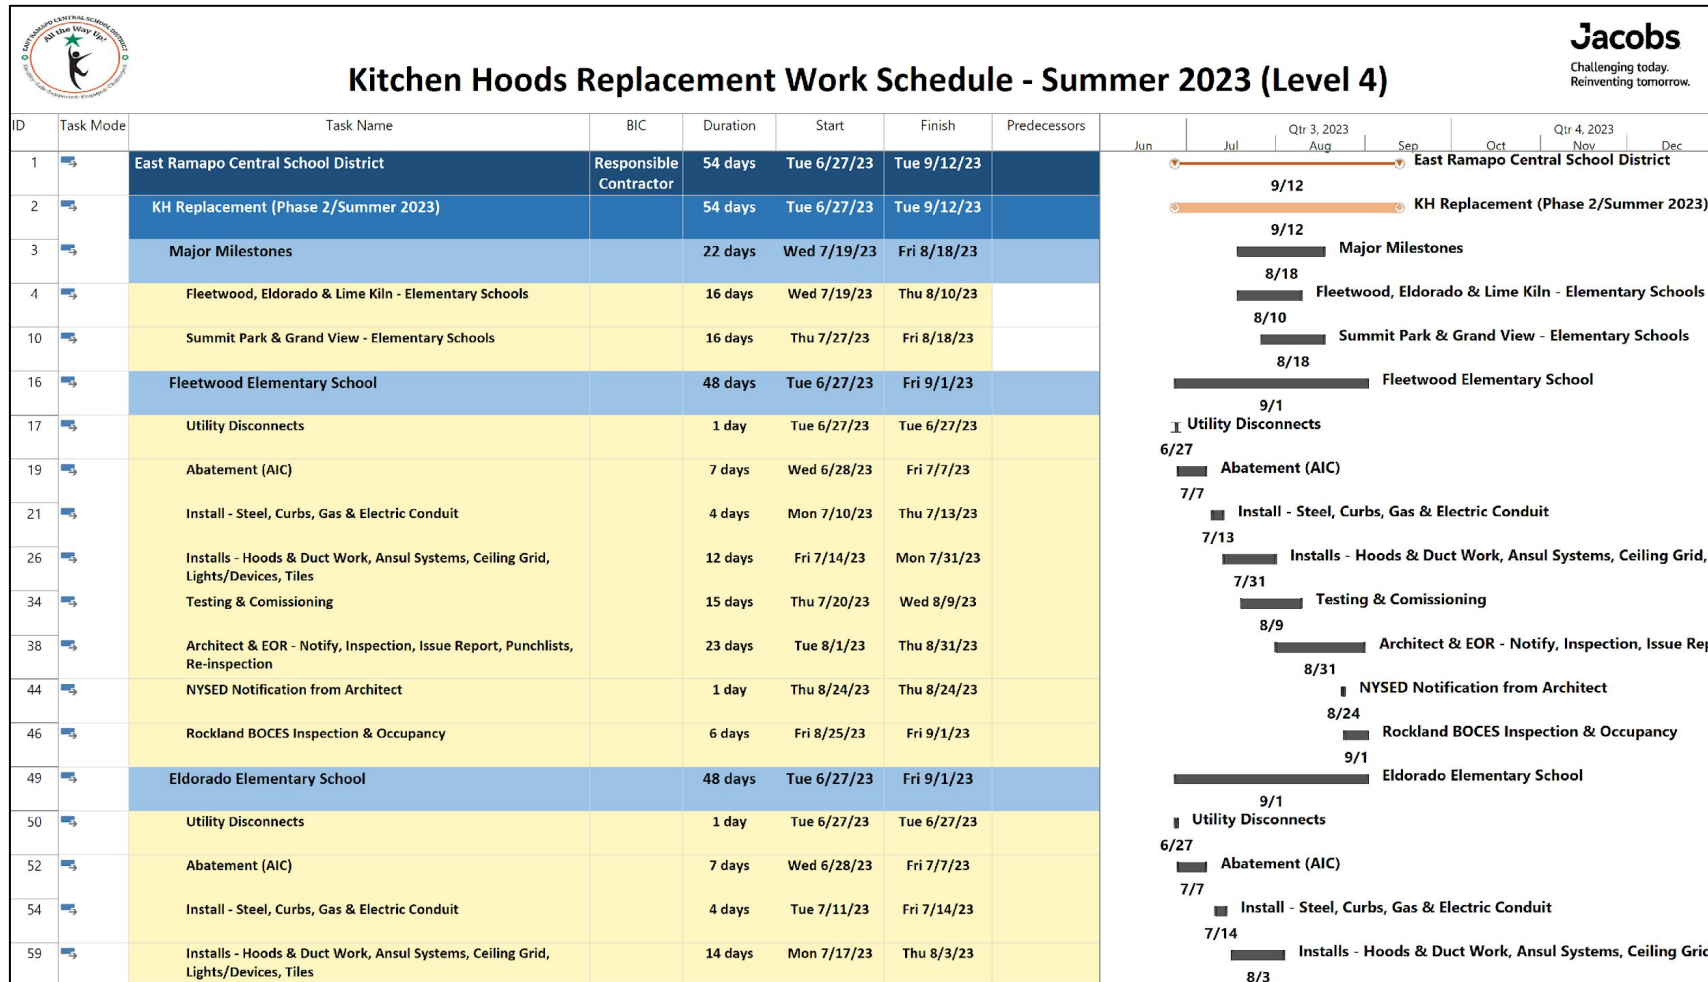 EAST RAMAPO CENTRAL SCHOOL DISTRICT
All the Way Up!
Jacobs
Challenging today.
Reinventing tomorrow.
Kitchen Hoods Replacement Work Schedule - Summer 2023 (Level 4)
ID Task Mode Task Name BIC Duration Start Finish Predecessors
Qtr 3, 2023 Qtr 4, 2023
Jun Jul Aug Sep Oct Nov Dec
1 East Ramapo Central School District Responsible Contractor 54 days Tue 6/27/23 Tue 9/12/23 East Ramapo Central School District
9/12
2 KH Replacement (Phase 2/Summer 2023) 54 days Tue 6/27/23 Tue 9/12/23 KH Replacement (Phase 2/Summer 2023)
9/12
3 Major Milestones 22 days Wed 7/19/23 Fri 8/18/23 Major Milestones
8/18
4 Fleetwood, Eldorado & Lime Kiln - Elementary Schools 16 days Wed 7/19/23 Thu 8/10/23 Fleetwood, Eldorado & Lime Kiln - Elementary Schools
8/10
10 Summit Park & Grand View - Elementary Schools 16 days Thu 7/27/23 Fri 8/18/23 Summit Park & Grand View - Elementary Schools
8/18
16 Fleetwood Elementary School 48 days Tue 6/27/23 Fri 9/1/23 Fleetwood Elementary School
9/1
17 Utility Disconnects 1 day Tue 6/27/23 Tue 6/27/23 Utility Disconnects
6/27
19 Abatement (AIC) 7 days Wed 6/28/23 Fri 7/7/23 Abatement (AIC)
7/7
21 Install - Steel, Curbs, Gas & Electric Conduit 4 days Mon 7/10/23 Thu 7/13/23 Install - Steel, Curbs, Gas & Electric Conduit
7/13
26 Installs - Hoods & Duct Work, Ansul Systems, Ceiling Grid, 12 days Fri 7/14/23 Mon 7/31/23 Installs - Hoods & Duct Work, Ansul Systems, Ceiling Grid,
Lights/Devices, Tiles
7/31
34 Testing & Comissioning 15 days Thu 7/20/23 Wed 8/9/23 Testing & Comissioning
8/9
38 Architect & EOR - Notify, Inspection, Issue Report, Punchlists, 23 days Tue 8/1/23 Thu 8/31/23 Architect & EOR - Notify, Inspection, Issue Rep
Re-inspection
8/31
44 NYSED Notification from Architect 1 day Thu 8/24/23 Thu 8/24/23 NYSED Notification from Architect
8/24
46 Rockland BOCES Inspection & Occupancy 6 days Fri 8/25/23 Fri 9/1/23 Rockland BOCES Inspection & Occupancy
9/1
49 Eldorado Elementary School 48 days Tue 6/27/23 Fri 9/1/23 Eldorado Elementary School
9/1
50 Utility Disconnects 1 day Tue 6/27/23 Tue 6/27/23 Utility Disconnects
6/27
52 Abatement (AIC) 7 days Wed 6/28/23 Fri 7/7/23 Abatement (AIC)
7/7
54 Install - Steel, Curbs, Gas & Electric Conduit 4 days Tue 7/11/23 Fri 7/14/23 Install - Steel, Curbs, Gas & Electric Conduit
7/14
59 Installs - Hoods & Duct Work, Ansul Systems, Ceiling Grid, 14 days Mon 7/17/23 Thu 8/3/23 Installs - Hoods & Duct Work, Ansul Systems, Ceiling Grid
Lights/Devices, Tiles
8/3